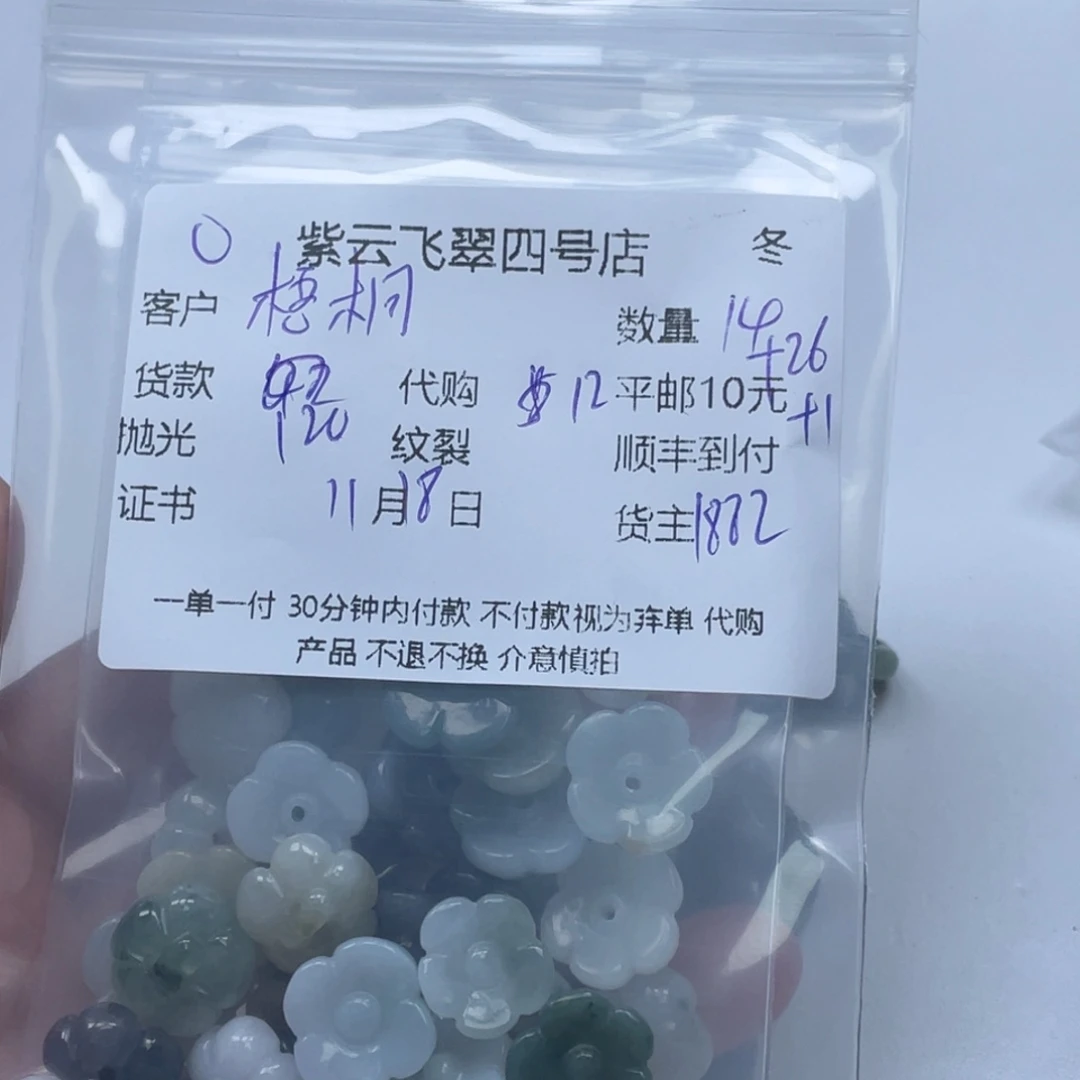 紫云飞翠四号店 冬
客户 梧桐 数量 14+26+1
货款 120 代购 12 平邮10元
抛光 纹裂 顺丰到付
证书 11月18日 货主1872
一单一付 30分钟内付款 不付款视为弃单 代购
产品 不退不换 介意慎拍